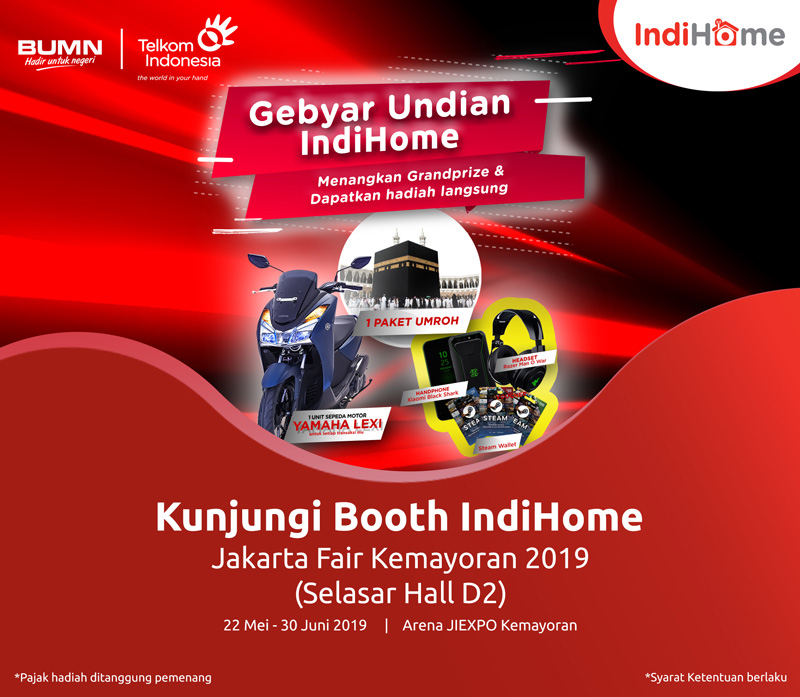 BUMN
Hadir untuk negeri
Telkom
Indonesia
the world in your hand
IndiHome
Gebyar Undian
IndiHome
Menangkan Grandprize &
Dapatkan hadiah langsung
1 PAKET UMROH
10
25
HEADSET
Razer Man O War
HANDPHONE
Xiaomi Black Shark
1 UNIT SEPEDA MOTOR
YAMAHA LEXI
STEAM
Steam Wallet
Kunjungi Booth IndiHome
Jakarta Fair Kemayoran 2019
(Selasar Hall D2)
22 Mei - 30 Juni 2019 | Arena JIEXPO Kemayoran
*Pajak hadiah ditanggung pemenang
*Syarat Ketentuan berlaku